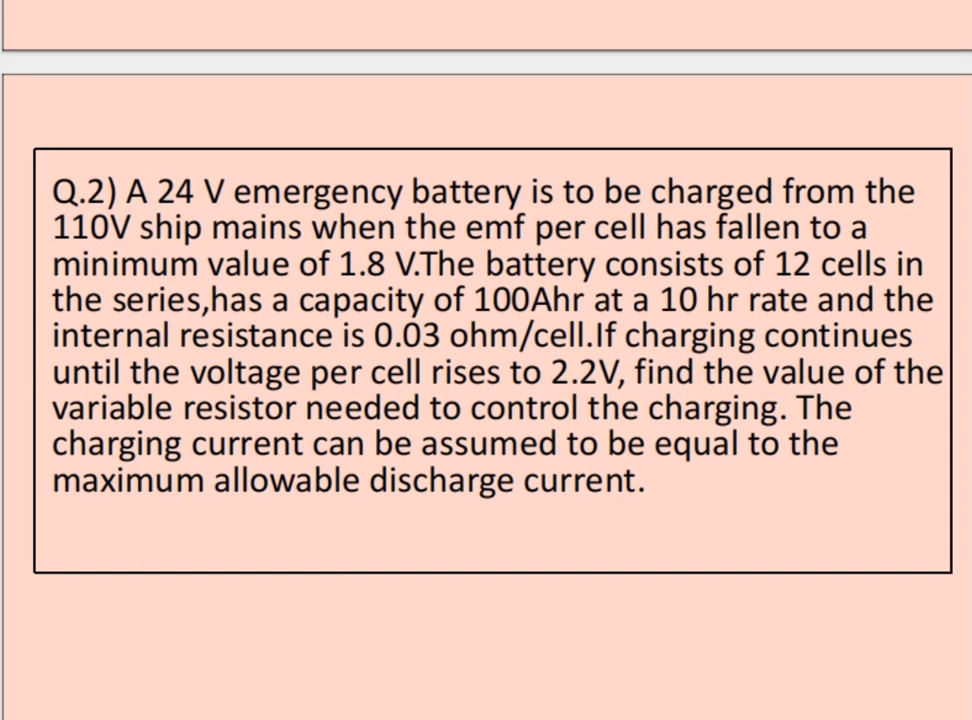 Q.2) A 24 V emergency battery is to be charged from the
110V ship mains when the emf per cell has fallen to a
minimum value of 1.8 V.The battery consists of 12 cells in
the series,has a capacity of 100Ahr at a 10 hr rate and the
internal resistance is 0.03 ohm/cell.If charging continues
until the voltage per cell rises to 2.2V, find the value of the
variable resistor needed to control the charging. The
charging current can be assumed to be equal to the
maximum allowable discharge current.